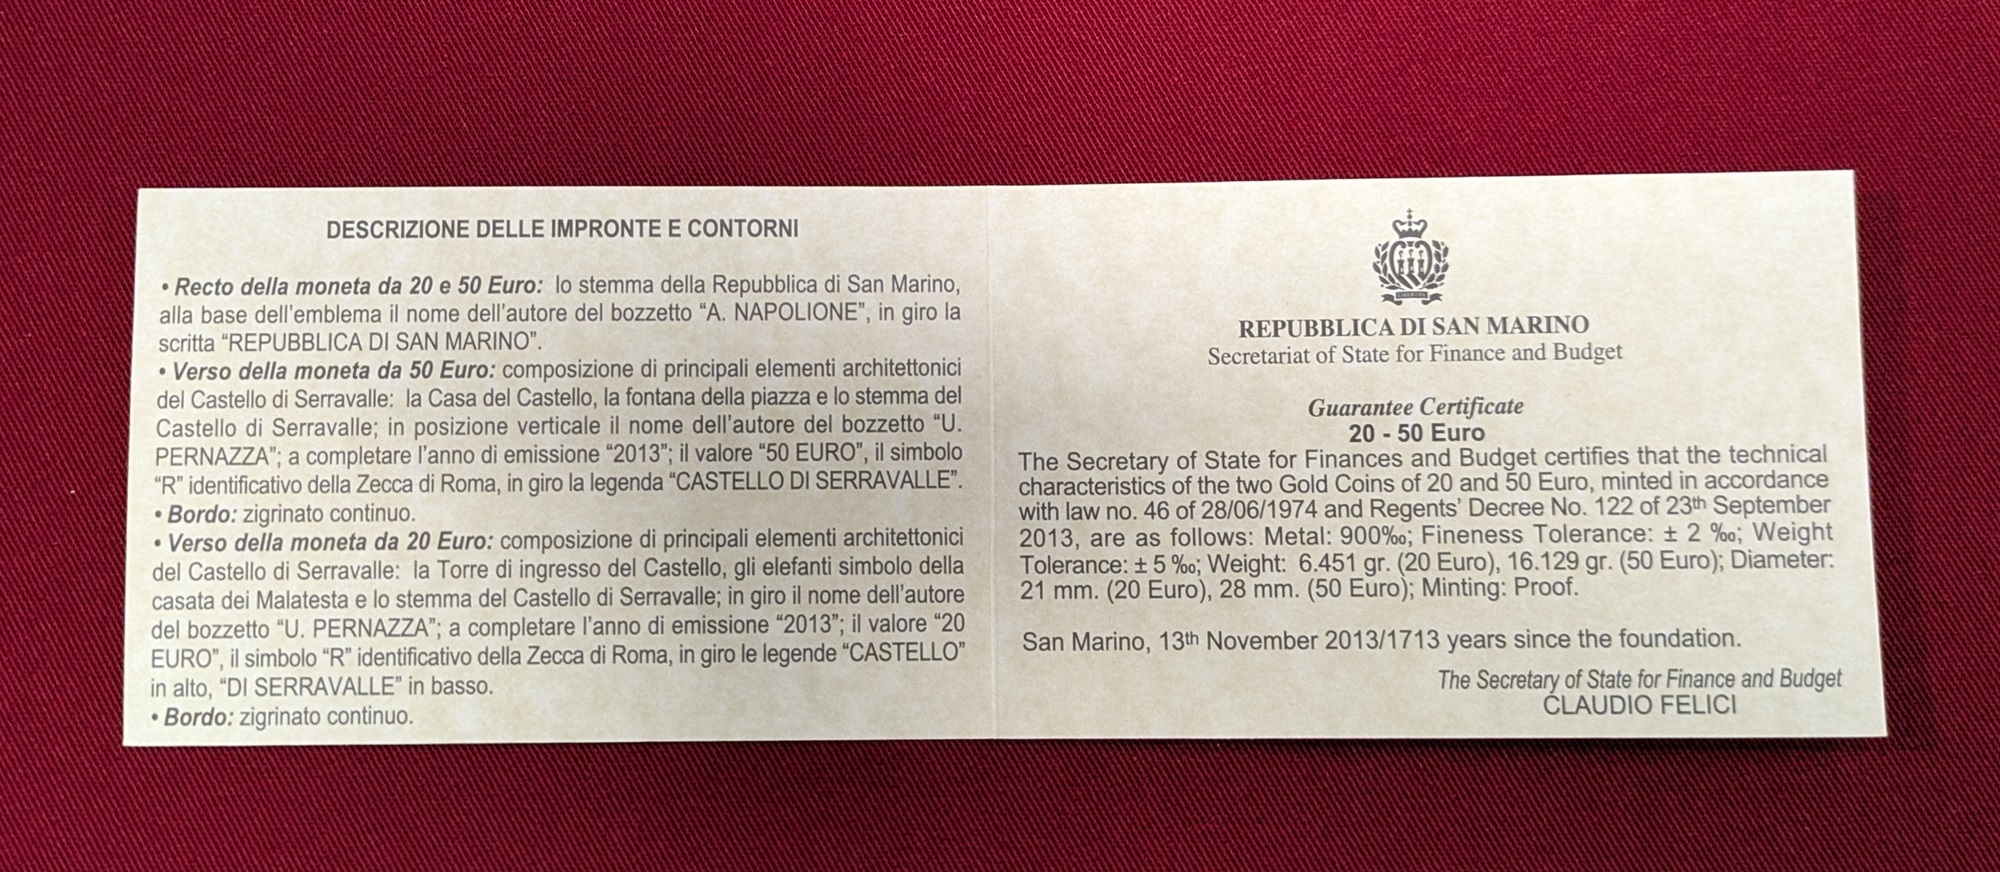 DESCRIZIONE DELLE IMPRONTE E CONTORNI
• Recto della moneta da 20 e 50 Euro: lo stemma della Repubblica di San Marino,
alla base dell’emblema il nome dell’autore del bozzetto “A. NAPOLIONE”, in giro la
scritta “REPUBBLICA DI SAN MARINO”.
• Verso della moneta da 50 Euro: composizione di principali elementi architettonici
del Castello di Serravalle: la Casa del Castello, la fontana della piazza e lo stemma del
Castello di Serravalle; in posizione verticale il nome dell’autore del bozzetto “U.
PERNAZZA”; a completare l’anno di emissione “2013”; il valore “50 EURO”, il simbolo
“R” identificativo della Zecca di Roma, in giro la legenda “CASTELLO DI SERRAVALLE”.
• Bordo: zigrinato continuo.
• Verso della moneta da 20 Euro: composizione di principali elementi architettonici
del Castello di Serravalle: la Torre di ingresso del Castello, gli elefanti simbolo della
casata dei Malatesta e lo stemma del Castello di Serravalle; in giro il nome dell’autore
del bozzetto “U. PERNAZZA”; a completare l’anno di emissione “2013”; il valore “20
EURO”, il simbolo “R” identificativo della Zecca di Roma, in giro le legende “CASTELLO”
in alto, “DI SERRAVALLE” in basso.
• Bordo: zigrinato continuo.
LIBERTAS
REPUBBLICA DI SAN MARINO
Secretariat of State for Finance and Budget
Guarantee Certificate
20 - 50 Euro
The Secretary of State for Finances and Budget certifies that the technical
characteristics of the two Gold Coins of 20 and 50 Euro, minted in accordance
with law no. 46 of 28/06/1974 and Regents’ Decree No. 122 of 23th September
2013, are as follows: Metal: 900‰; Fineness Tolerance: ± 2 ‰; Weight
Tolerance: ± 5 ‰; Weight: 6.451 gr. (20 Euro), 16.129 gr. (50 Euro); Diameter:
21 mm. (20 Euro), 28 mm. (50 Euro); Minting: Proof.
San Marino, 13th November 2013/1713 years since the foundation.
The Secretary of State for Finance and Budget
CLAUDIO FELICI